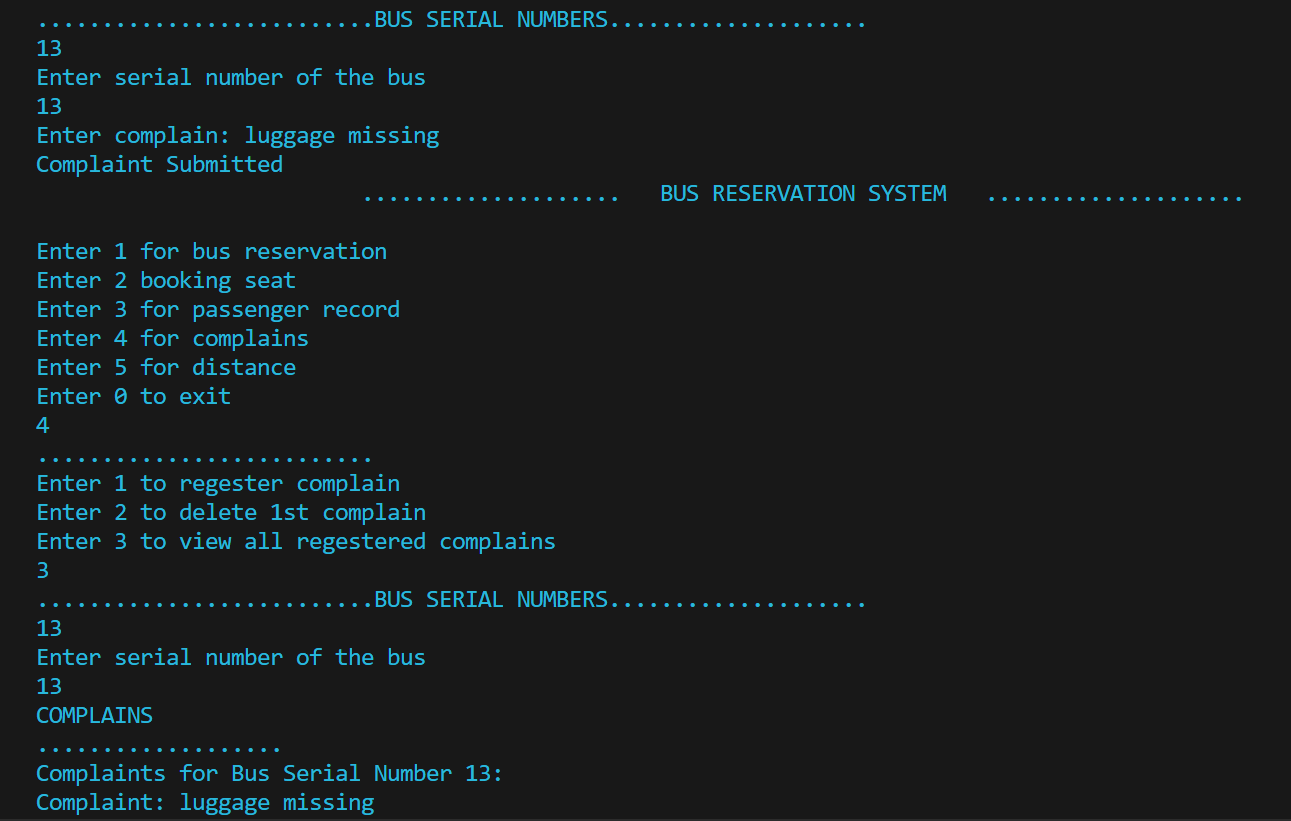 ..........................BUS SERIAL NUMBERS....................
13
Enter serial number of the bus
13
Enter complain: luggage missing
Complaint Submitted
....................   BUS RESERVATION SYSTEM   ....................
Enter 1 for bus reservation
Enter 2 booking seat
Enter 3 for passenger record
Enter 4 for complains
Enter 5 for distance
Enter 0 to exit
4
..........................
Enter 1 to regester complain
Enter 2 to delete 1st complain
Enter 3 to view all regestered complains
3
..........................BUS SERIAL NUMBERS....................
13
Enter serial number of the bus
13
COMPLAINS
...................
Complaints for Bus Serial Number 13:
Complaint: luggage missing